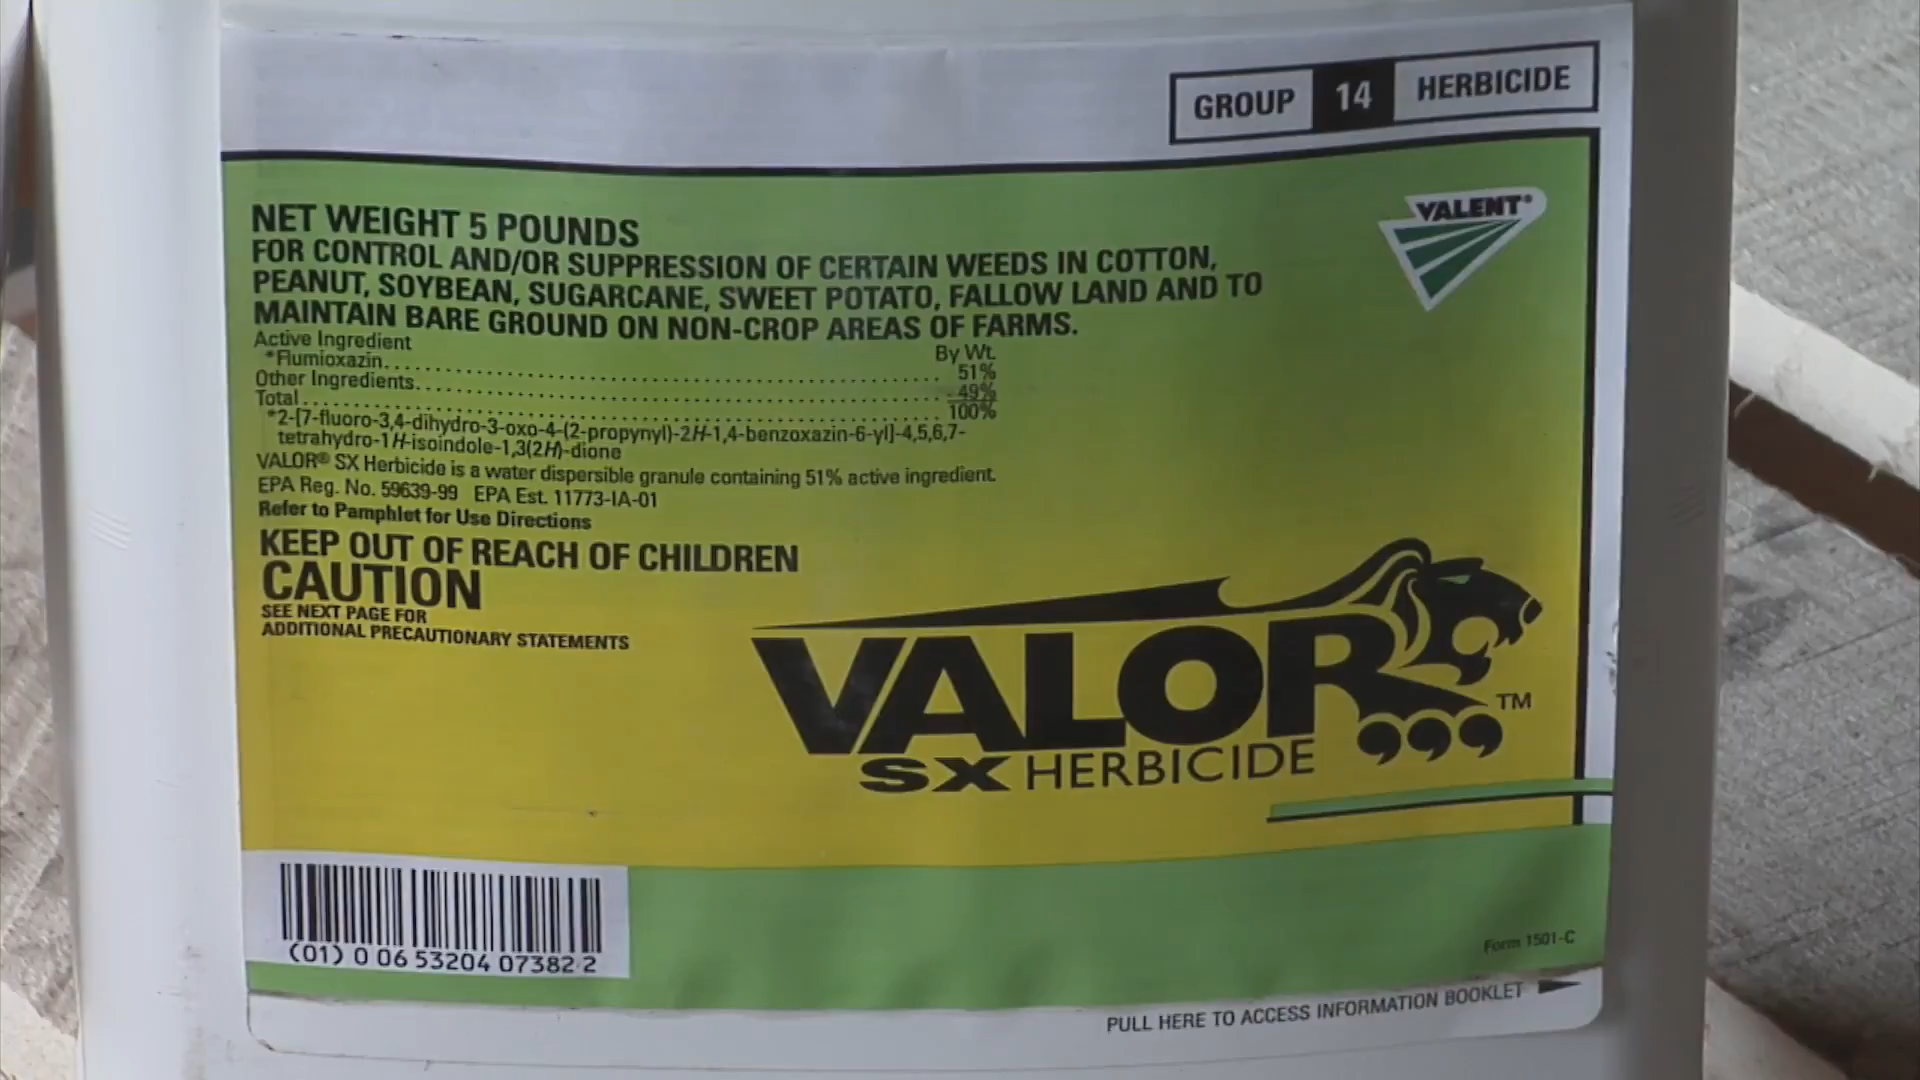 GROUP 14 HERBICIDE
VALENT®
NET WEIGHT 5 POUNDS
FOR CONTROL AND/OR SUPPRESSION OF CERTAIN WEEDS IN COTTON,
PEANUT, SOYBEAN, SUGARCANE, SWEET POTATO, FALLOW LAND AND TO
MAINTAIN BARE GROUND ON NON-CROP AREAS OF FARMS.
Active Ingredient By Wt.
*Flumioxazin 51%
Other Ingredients 49%
Total 100%
*2-[7-fluoro-3,4-dihydro-3-oxo-4-(2-propynyl)-2H-1,4-benzoxazin-6-yl]-4,5,6,7-
tetrahydro-1H-isoindole-1,3(2H)-dione
VALOR® SX Herbicide is a water dispersible granule containing 51% active ingredient.
EPA Reg. No. 59639-99 EPA Est. 11773-IA-01
Refer to Pamphlet for Use Directions
KEEP OUT OF REACH OF CHILDREN
CAUTION
SEE NEXT PAGE FOR
ADDITIONAL PRECAUTIONARY STATEMENTS
VALOR™
SX HERBICIDE
(01) 0 06 53204 07382 2
Form 1501-C
PULL HERE TO ACCESS INFORMATION BOOKLET